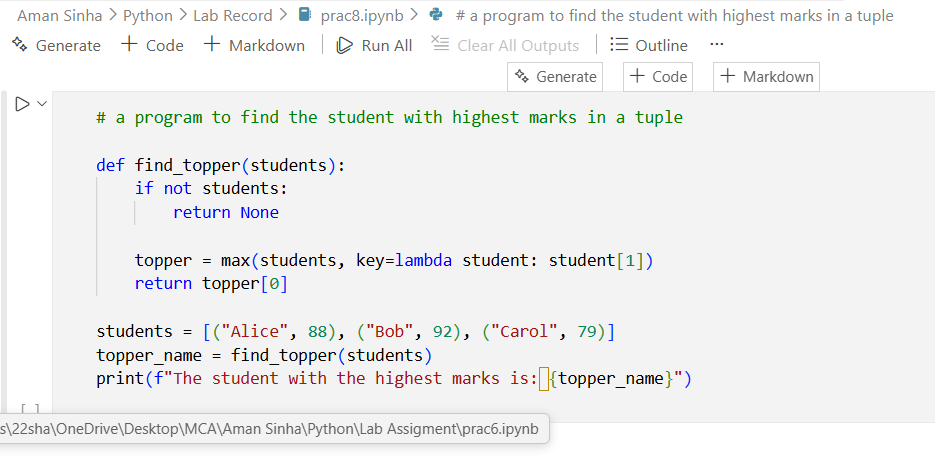 Aman Sinha > Python > Lab Record > prac8.ipynb > # a program to find the student with highest marks in a tuple
Generate + Code + Markdown | Run All Clear All Outputs | Outline ...
Generate + Code + Markdown
# a program to find the student with highest marks in a tuple
def find_topper(students):
    if not students:
        return None
    topper = max(students, key=lambda student: student[1])
    return topper[0]
students = [("Alice", 88), ("Bob", 92), ("Carol", 79)]
topper_name = find_topper(students)
print(f"The student with the highest marks is: {topper_name}")
[ ]
s\22sha\OneDrive\Desktop\MCA\Aman Sinha\Python\Lab Assigment\prac6.ipynb